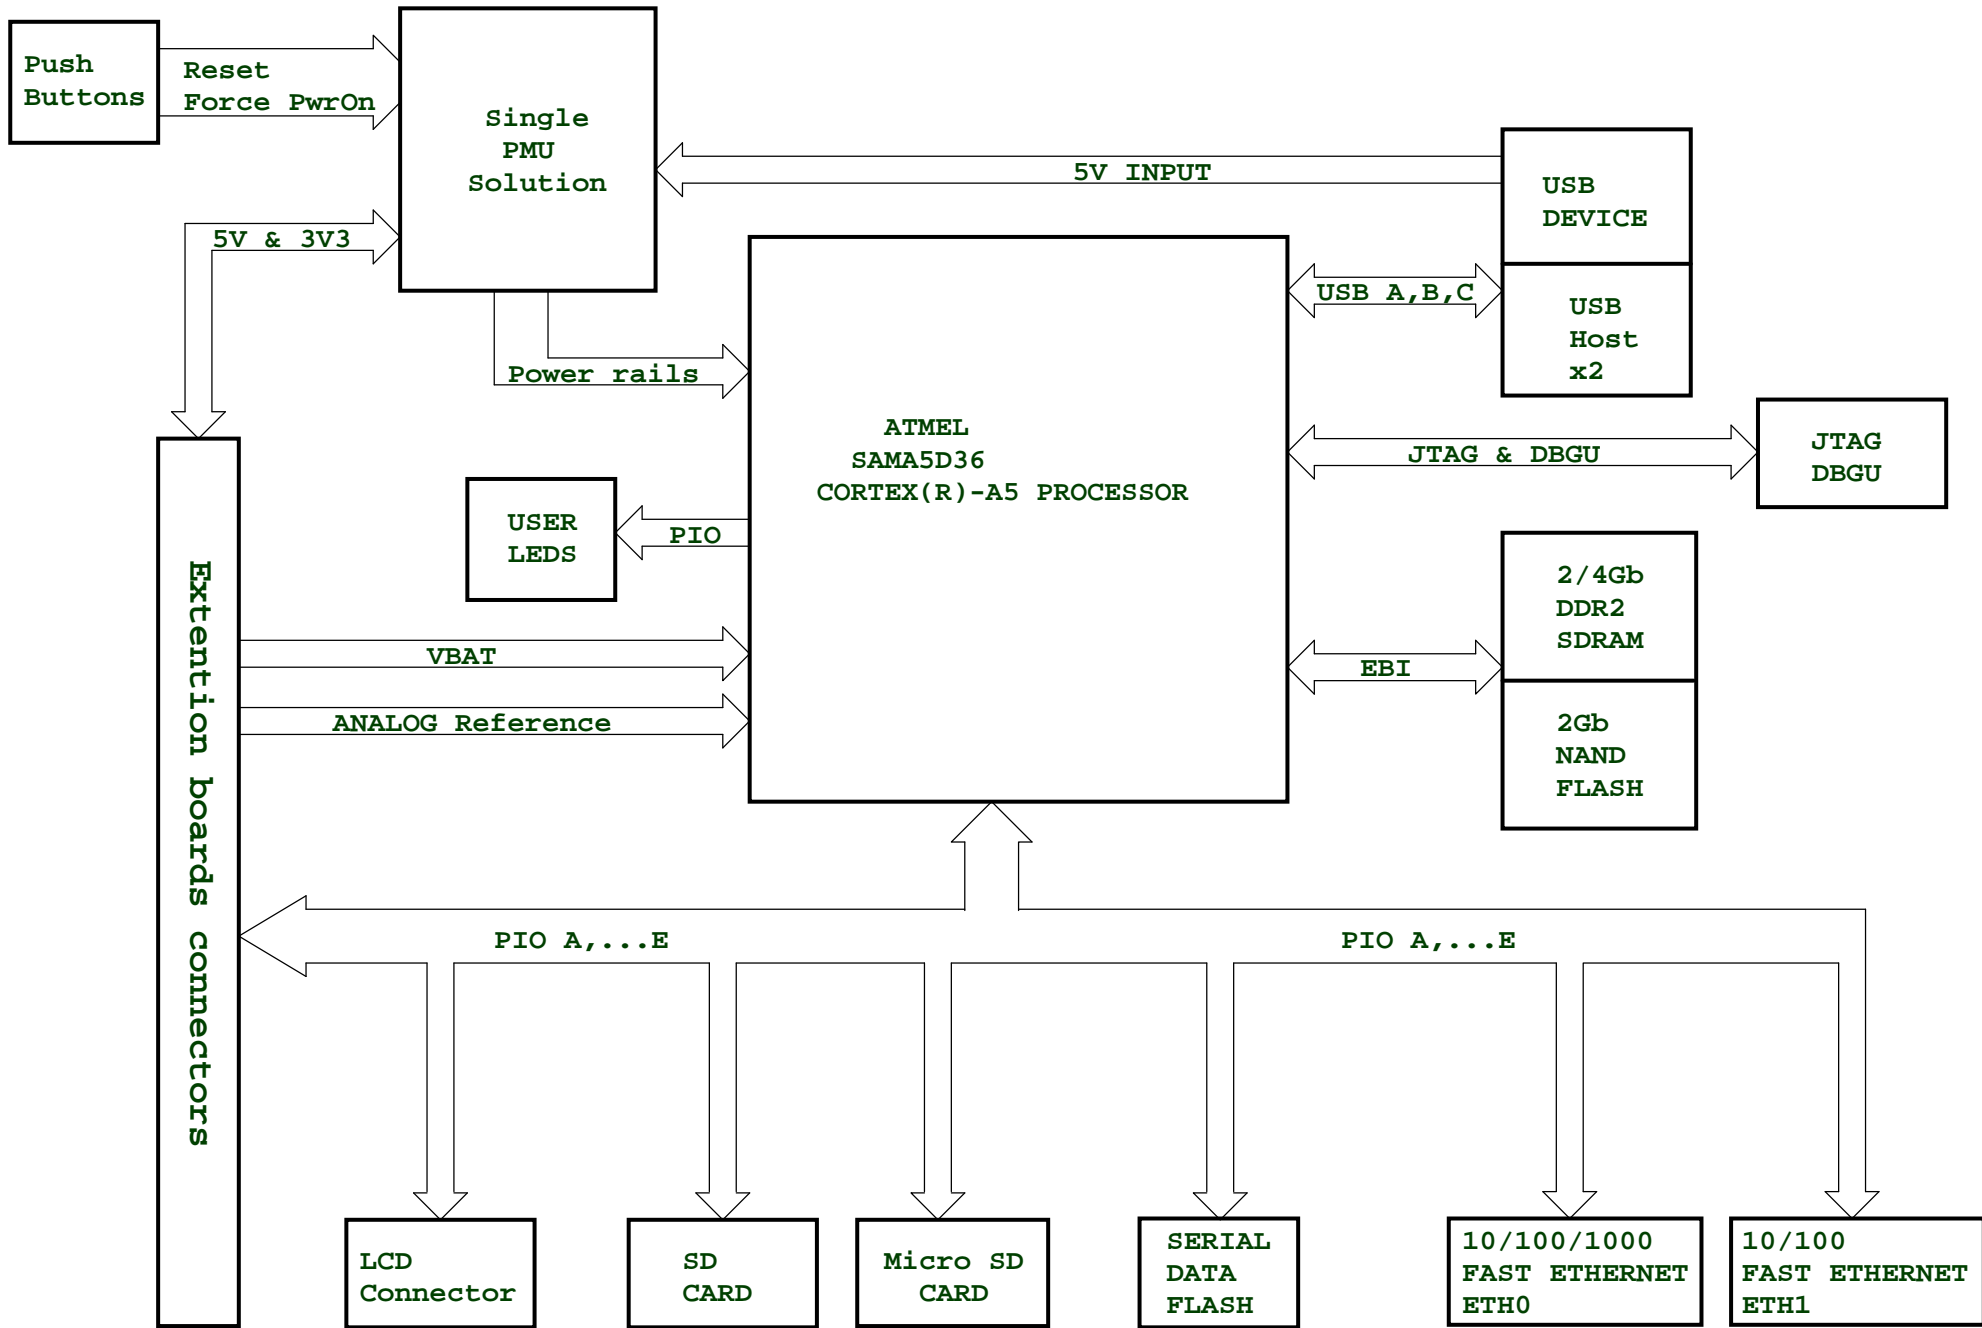 Push
Buttons
Reset
Force PwrOn
Single
PMU
Solution
5V INPUT
USB
DEVICE
5V & 3V3
USB A,B,C
USB
Host
x2
Power rails
ATMEL
SAMA5D36
CORTEX(R)-A5 PROCESSOR
JTAG & DBGU
JTAG
DBGU
USER
LEDS
PIO
2/4Gb
DDR2
SDRAM
EBI
2Gb
NAND
FLASH
VBAT
ANALOG Reference
Extention boards connectors
PIO A,...E
PIO A,...E
LCD
Connector
SD
CARD
Micro SD
CARD
SERIAL
DATA
FLASH
10/100/1000
FAST ETHERNET
ETH0
10/100
FAST ETHERNET
ETH1